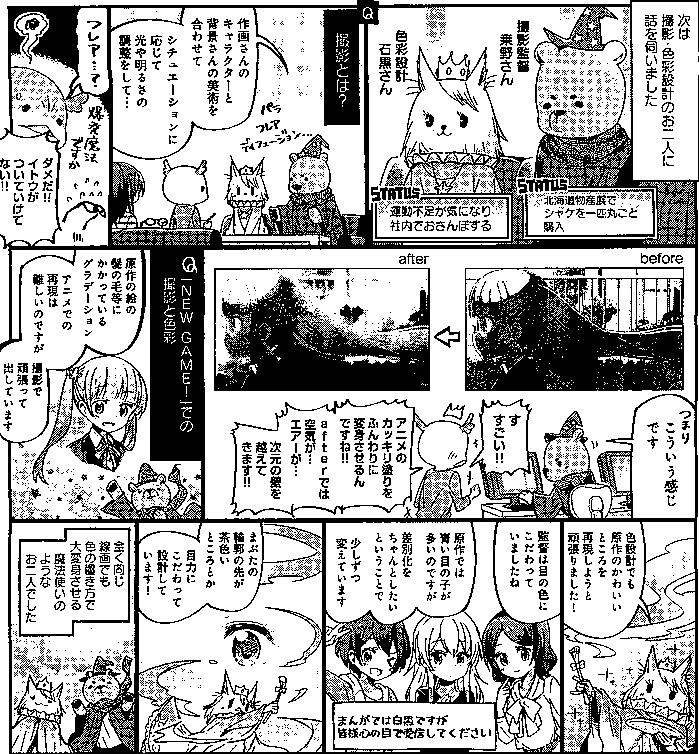 次は
撮影・色彩設計のお二人に
話を伺いました
撮影監督
桒野さん
色彩設計
石黒さん
STATUS
北海道物産展で
シャケを一匹丸ごと
購入
STATUS
運動不足が気になり
社内でおさんぽする
Q
撮影とは?
作画さんの
キャラクターと
背景さんの美術を
合わせて
シチュエーションに
応じて
光や明るさの
調整をして…
パラ
フレア
ディフュージョン…
フレア…?
爆発魔法
ですか
ダメだ!!
イトウが
ついていけて
ない!!
before
after
つまり
こういう感じ
です
す
すごい!!
アニメの
カッキリ塗りを
ふんわりに
変身させるん
ですね!!
afterでは
空気が…
エアーが…
次元の壁を
越えて
きます!!
Q
NEW GAME!での
撮影と色彩
原作の絵の
髪の毛等に
かかっている
グラデーション
アニメでの
再現は
難しいのですが
撮影で
頑張って
出しています
色設計でも
原作のかわいい
ところを
再現しようと
頑張りました!
監督は目の色に
こだわって
いましたね
原作では
青い目の子が
多いのですが
差別化を
ちゃんとしたい
ということで
少しずつ
変えています
まんがでは白黒ですが
皆様心の目で受信してください
まぶたの
輪郭の先が
茶色い
ところとか
目力に
こだわって
設計して
います!
全く同じ
線画でも
色の置き方で
大変身させる
魔法使いの
ような
お二人でした